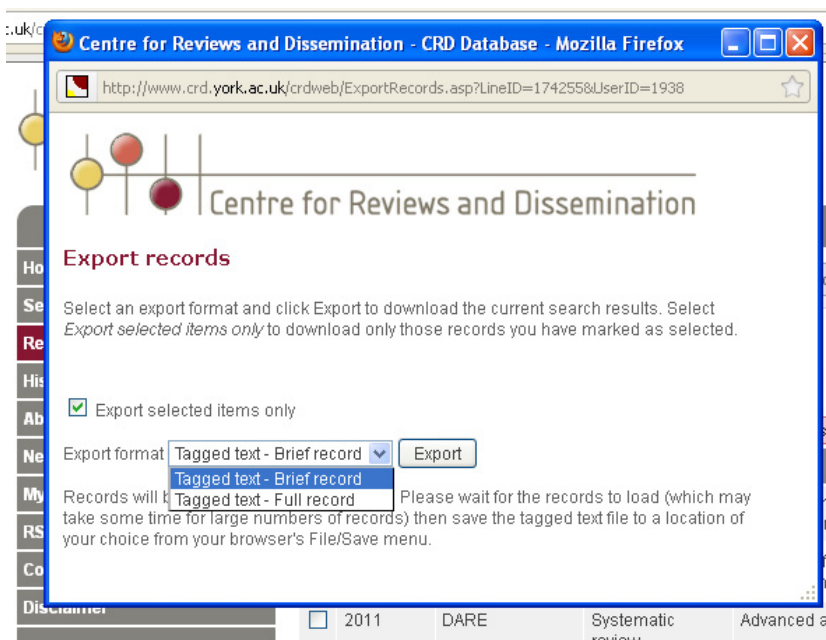 :.uk/c
Centre for Reviews and Dissemination - CRD Database - Mozilla Firefox
http://www.crd.york.ac.uk/crdweb/ExportRecords.asp?LineID=174255&UserID=1938
Centre for Reviews and Dissemination
Export records
Select an export format and click Export to download the current search results. Select
Export selected items only to download only those records you have marked as selected.
Export selected items only
Export format Tagged text - Brief record Export
Tagged text - Brief record
Tagged text - Full record
Records will Please wait for the records to load (which may
take some time for large numbers of records) then save the tagged text file to a location of
your choice from your browser's File/Save menu.
Ho
Se
Re
His
Ab
Ne
My
RS
Co
Disclaimer
2011 DARE Systematic Advanced a
review